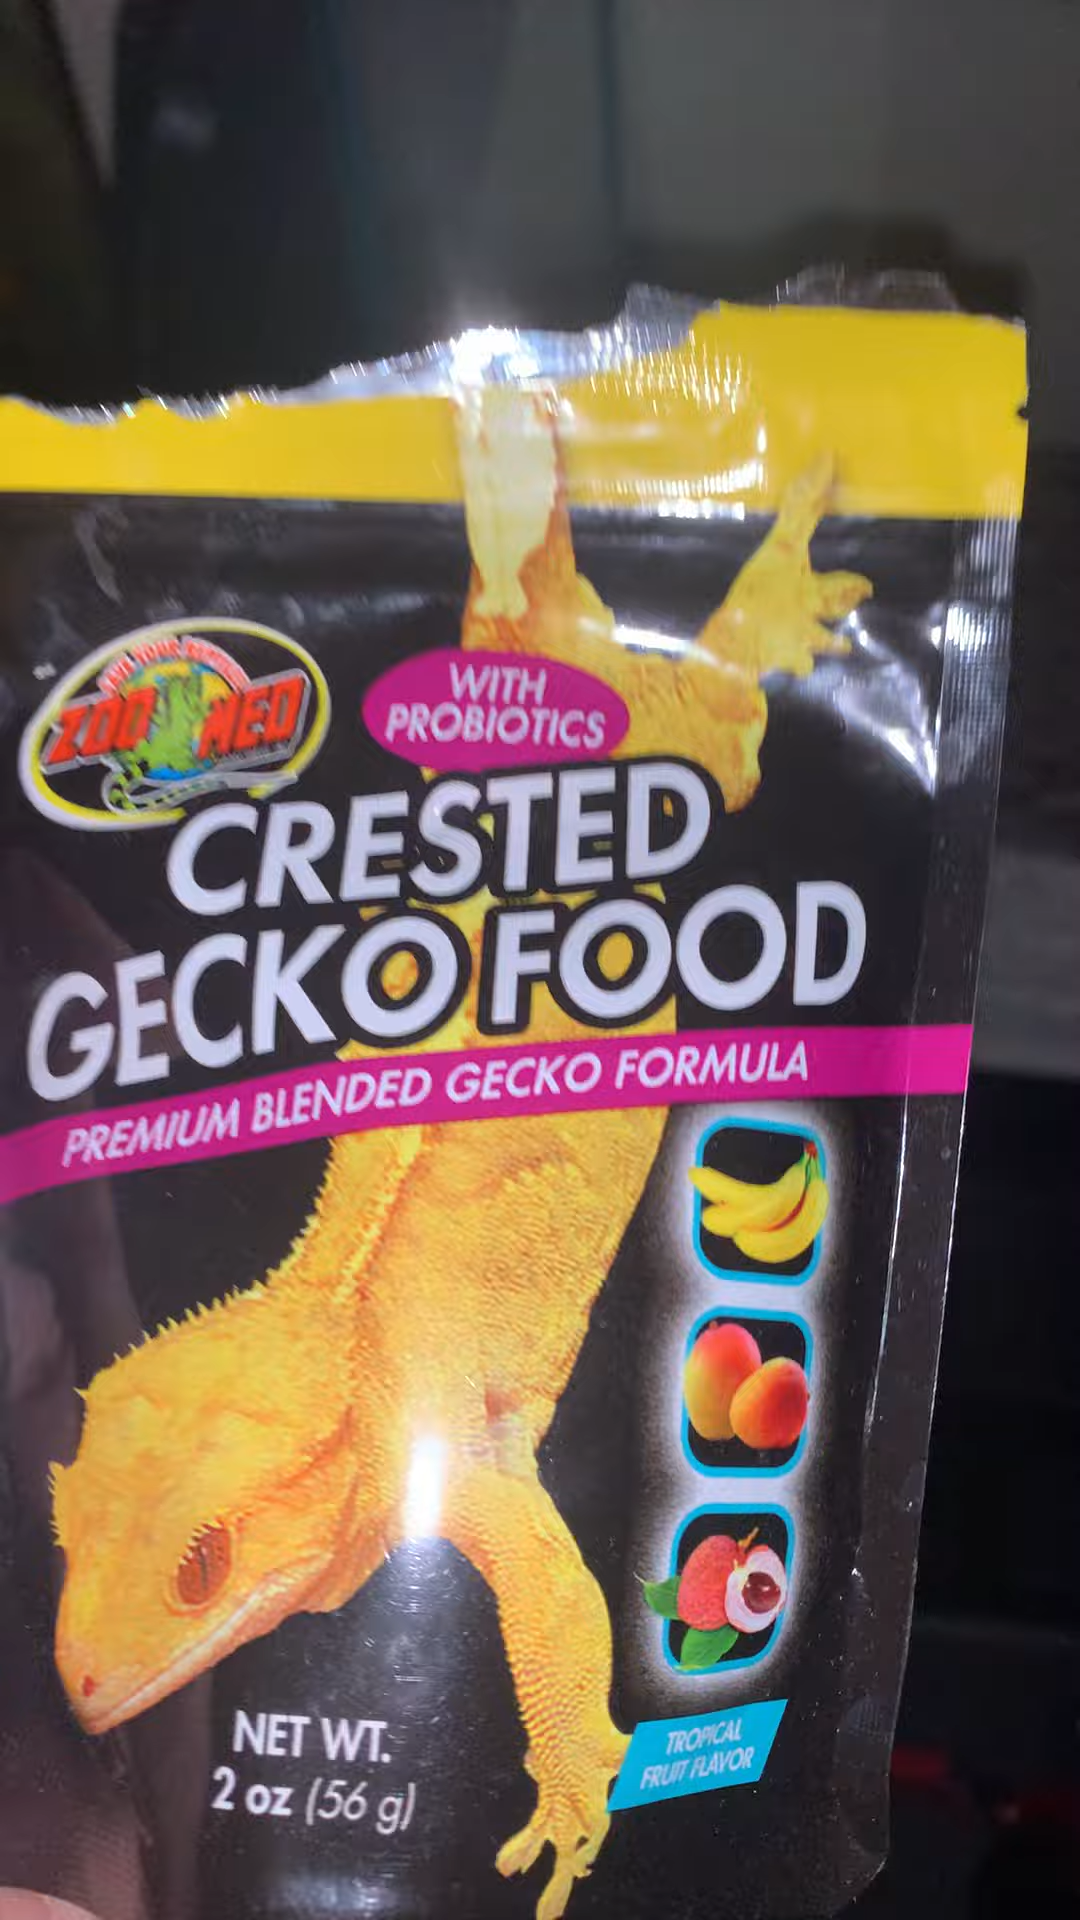 ZOO MED
WITH
PROBIOTICS
CRESTED
GECKO FOOD
PREMIUM BLENDED GECKO FORMULA
NET WT.
2 oz (56 g)
TROPICAL
FRUIT FLAVOR